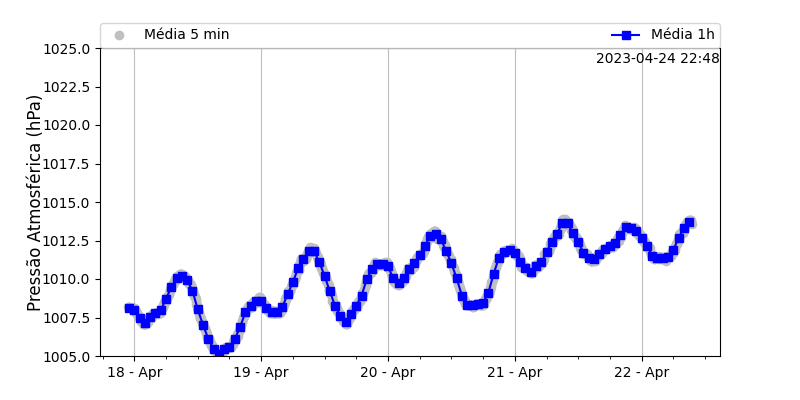 Média 5 min
Média 1h
2023-04-24 22:48
Pressão Atmosférica (hPa)
1025.0
1022.5
1020.0
1017.5
1015.0
1012.5
1010.0
1007.5
1005.0
18 - Apr
19 - Apr
20 - Apr
21 - Apr
22 - Apr